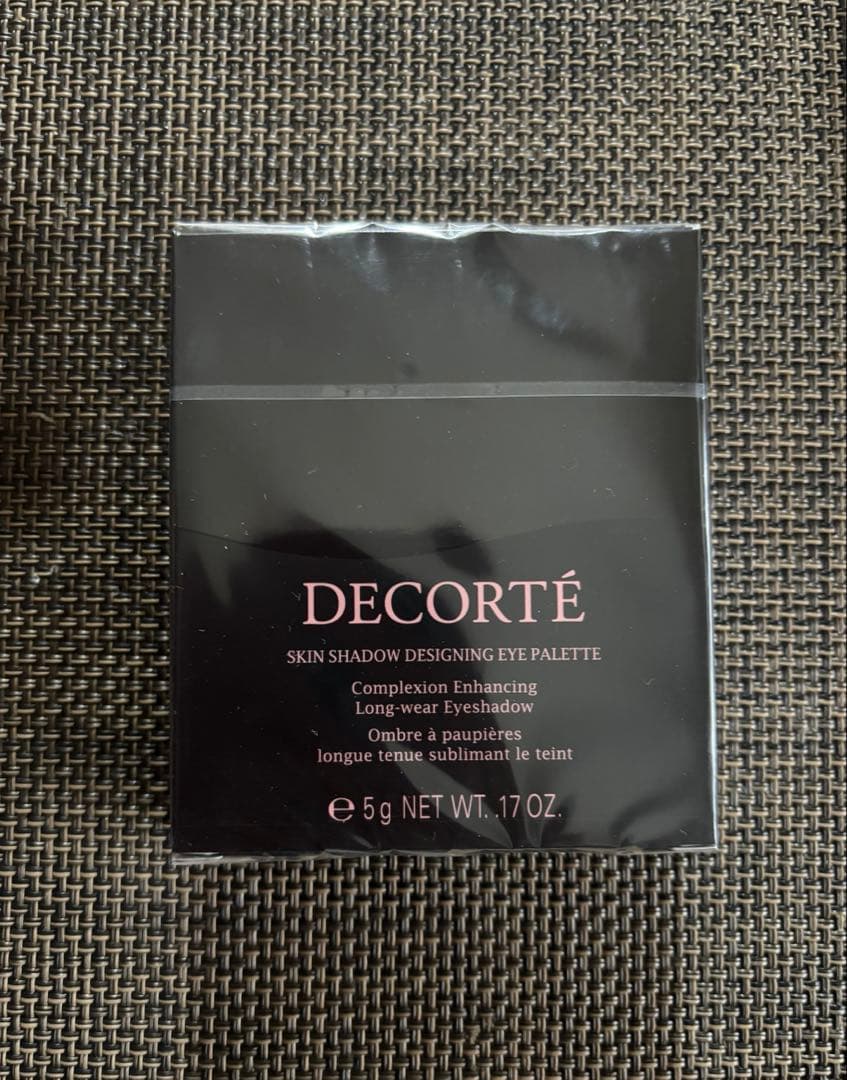 DECORTÉ
SKIN SHADOW DESIGNING EYE PALETTE
Complexion Enhancing
Long-wear Eyeshadow
Ombre à paupières
longue tenue sublimant le teint
℮ 5g NET WT. .17 OZ.